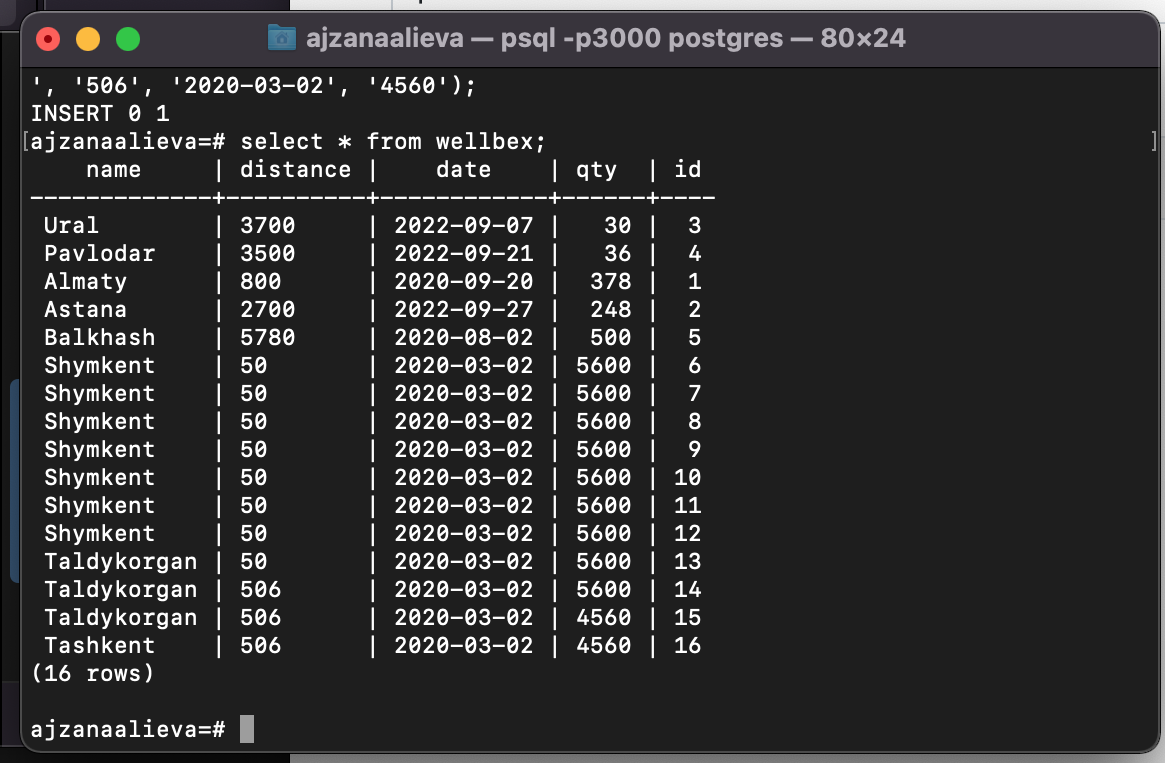 ajzanaalieva — psql -p3000 postgres — 80×24
', '506', '2020-03-02', '4560');
INSERT 0 1
[ajzanaalieva=# select * from wellbex; ]
    name     | distance |    date    | qty  | id
-------------+----------+------------+------+----
 Ural        | 3700     | 2022-09-07 |   30 |  3
 Pavlodar    | 3500     | 2022-09-21 |   36 |  4
 Almaty      | 800      | 2020-09-20 |  378 |  1
 Astana      | 2700     | 2022-09-27 |  248 |  2
 Balkhash    | 5780     | 2020-08-02 |  500 |  5
 Shymkent    | 50       | 2020-03-02 | 5600 |  6
 Shymkent    | 50       | 2020-03-02 | 5600 |  7
 Shymkent    | 50       | 2020-03-02 | 5600 |  8
 Shymkent    | 50       | 2020-03-02 | 5600 |  9
 Shymkent    | 50       | 2020-03-02 | 5600 | 10
 Shymkent    | 50       | 2020-03-02 | 5600 | 11
 Shymkent    | 50       | 2020-03-02 | 5600 | 12
 Taldykorgan | 50       | 2020-03-02 | 5600 | 13
 Taldykorgan | 506      | 2020-03-02 | 5600 | 14
 Taldykorgan | 506      | 2020-03-02 | 4560 | 15
 Tashkent    | 506      | 2020-03-02 | 4560 | 16
(16 rows)
ajzanaalieva=#